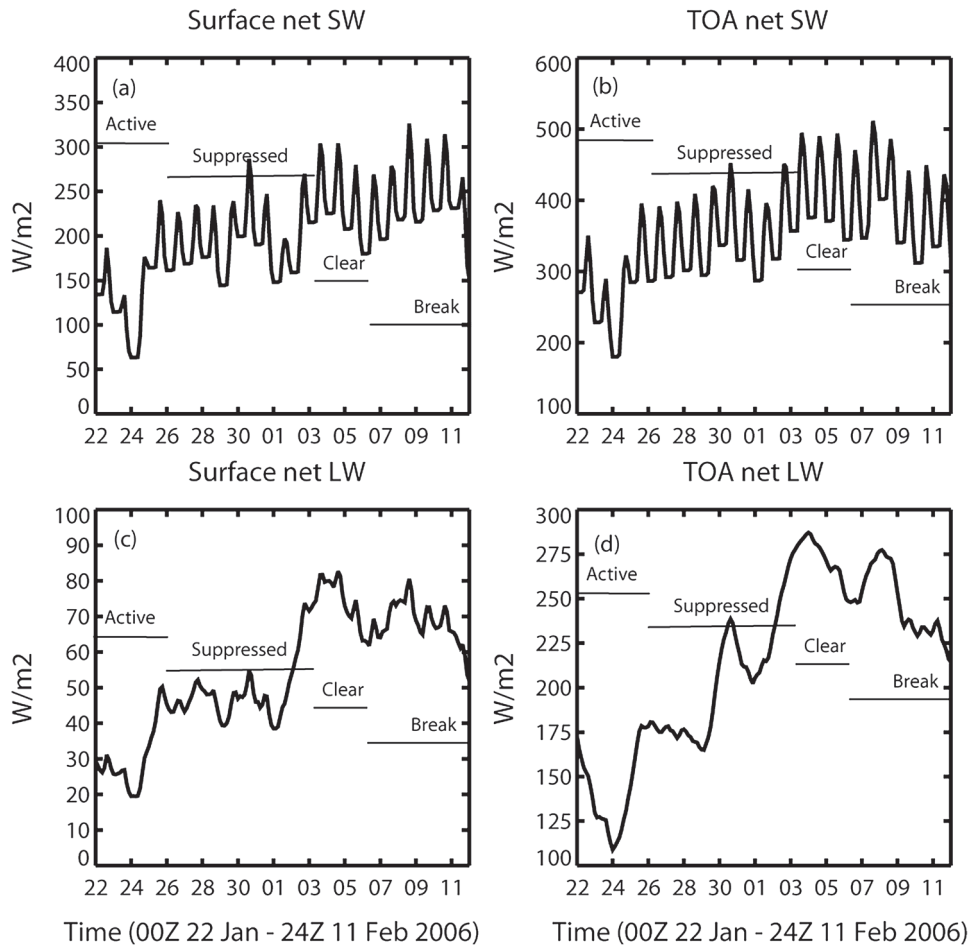 Surface net SW
TOA net SW
W/m2
400
350
300
250
200
150
100
50
0
(a)
Active
Suppressed
Clear
Break
22 24 26 28 30 01 03 05 07 09 11
W/m2
600
500
400
300
200
100
(b)
Active
Suppressed
Clear
Break
22 24 26 28 30 01 03 05 07 09 11
Surface net LW
TOA net LW
W/m2
100
90
80
70
60
50
40
30
20
10
0
(c)
Active
Suppressed
Clear
Break
22 24 26 28 30 01 03 05 07 09 11
Time (00Z 22 Jan - 24Z 11 Feb 2006)
W/m2
300
275
250
225
200
175
150
125
100
(d)
Active
Suppressed
Clear
Break
22 24 26 28 30 01 03 05 07 09 11
Time (00Z 22 Jan - 24Z 11 Feb 2006)